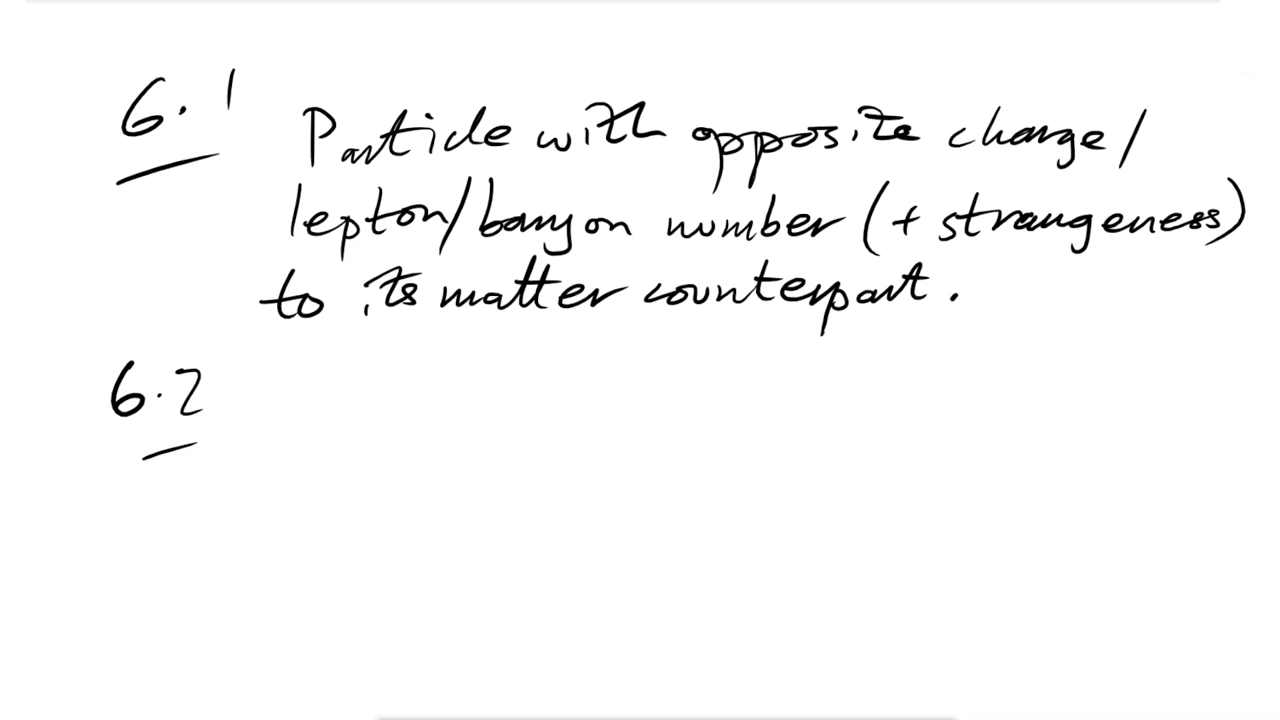 6.1 Particle with opposite charge/
lepton/baryon number (+ strangeness)
to its matter counterpart.
6.2